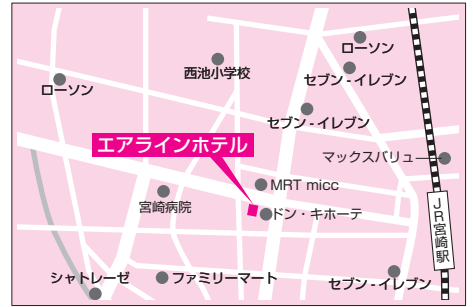 ローソン
西池小学校
セブン - イレブン
ローソン
セブン - イレブン
エアラインホテル
マックスバリュー
MRT micc
宮崎病院
ドン・キホーテ
JR宮崎駅
シャトレーゼ
ファミリーマート
セブン - イレブン